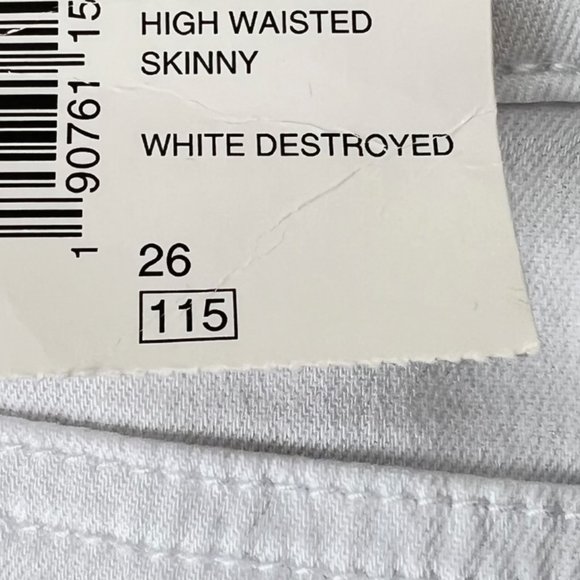 HIGH WAISTED
SKINNY
WHITE DESTROYED
26
115
1 90761 15